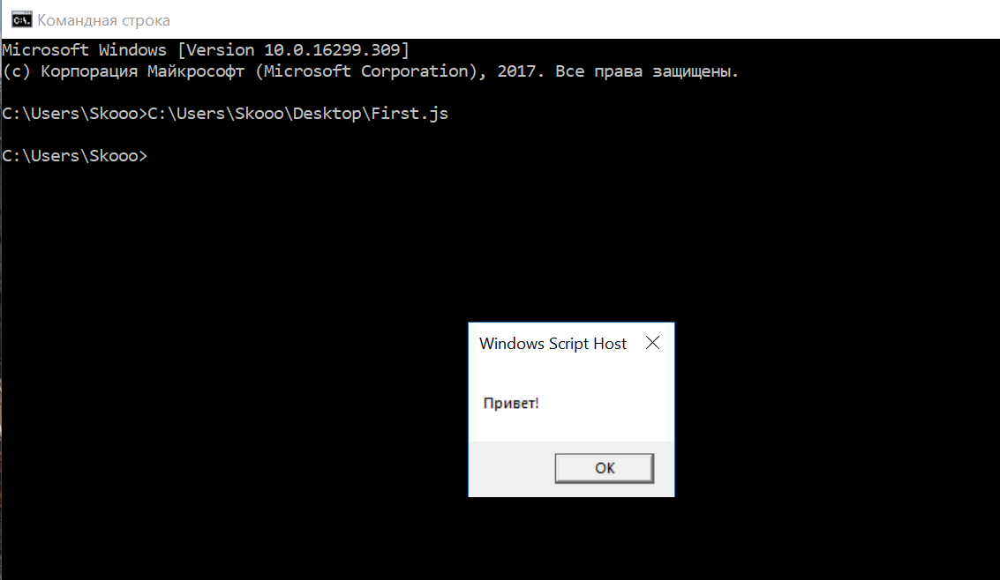 Командная строка
Microsoft Windows [Version 10.0.16299.309]
(c) Корпорация Майкрософт (Microsoft Corporation), 2017. Все права защищены.
C:\Users\Skooo>C:\Users\Skooo\Desktop\First.js
C:\Users\Skooo>
Windows Script Host
Привет!
ОК